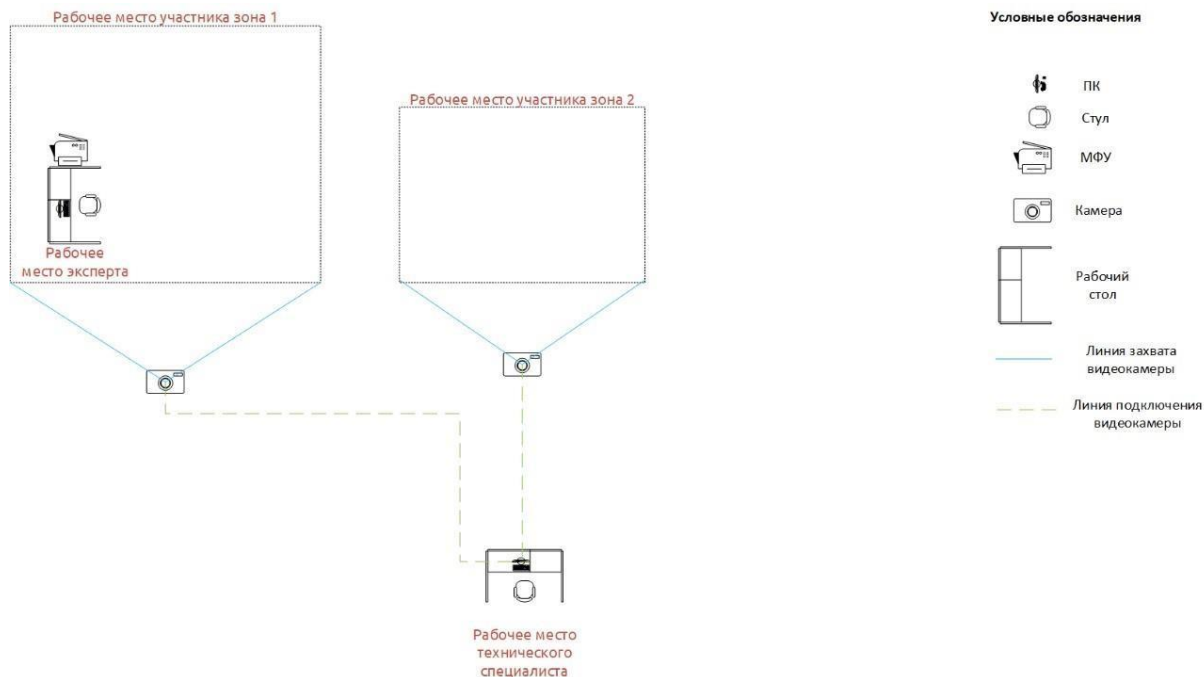 Рабочее место участника зона 1
Рабочее место участника зона 2
Рабочее
место эксперта
Рабочее место
технического
специалиста
Условные обозначения
ПК
Стул
МФУ
Камера
Рабочий
стол
Линия захвата
видеокамеры
Линия подключения
видеокамеры